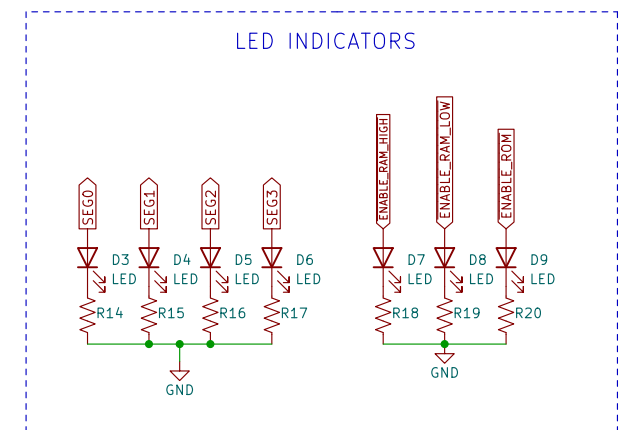 LED INDICATORS
SEG0
SEG1
SEG2
SEG3
ENABLE_RAM_HIGH
ENABLE_RAM_LOW
ENABLE_ROM
D3
LED
D4
LED
D5
LED
D6
LED
D7
LED
D8
LED
D9
LED
R14
R15
R16
R17
R18
R19
R20
GND
GND